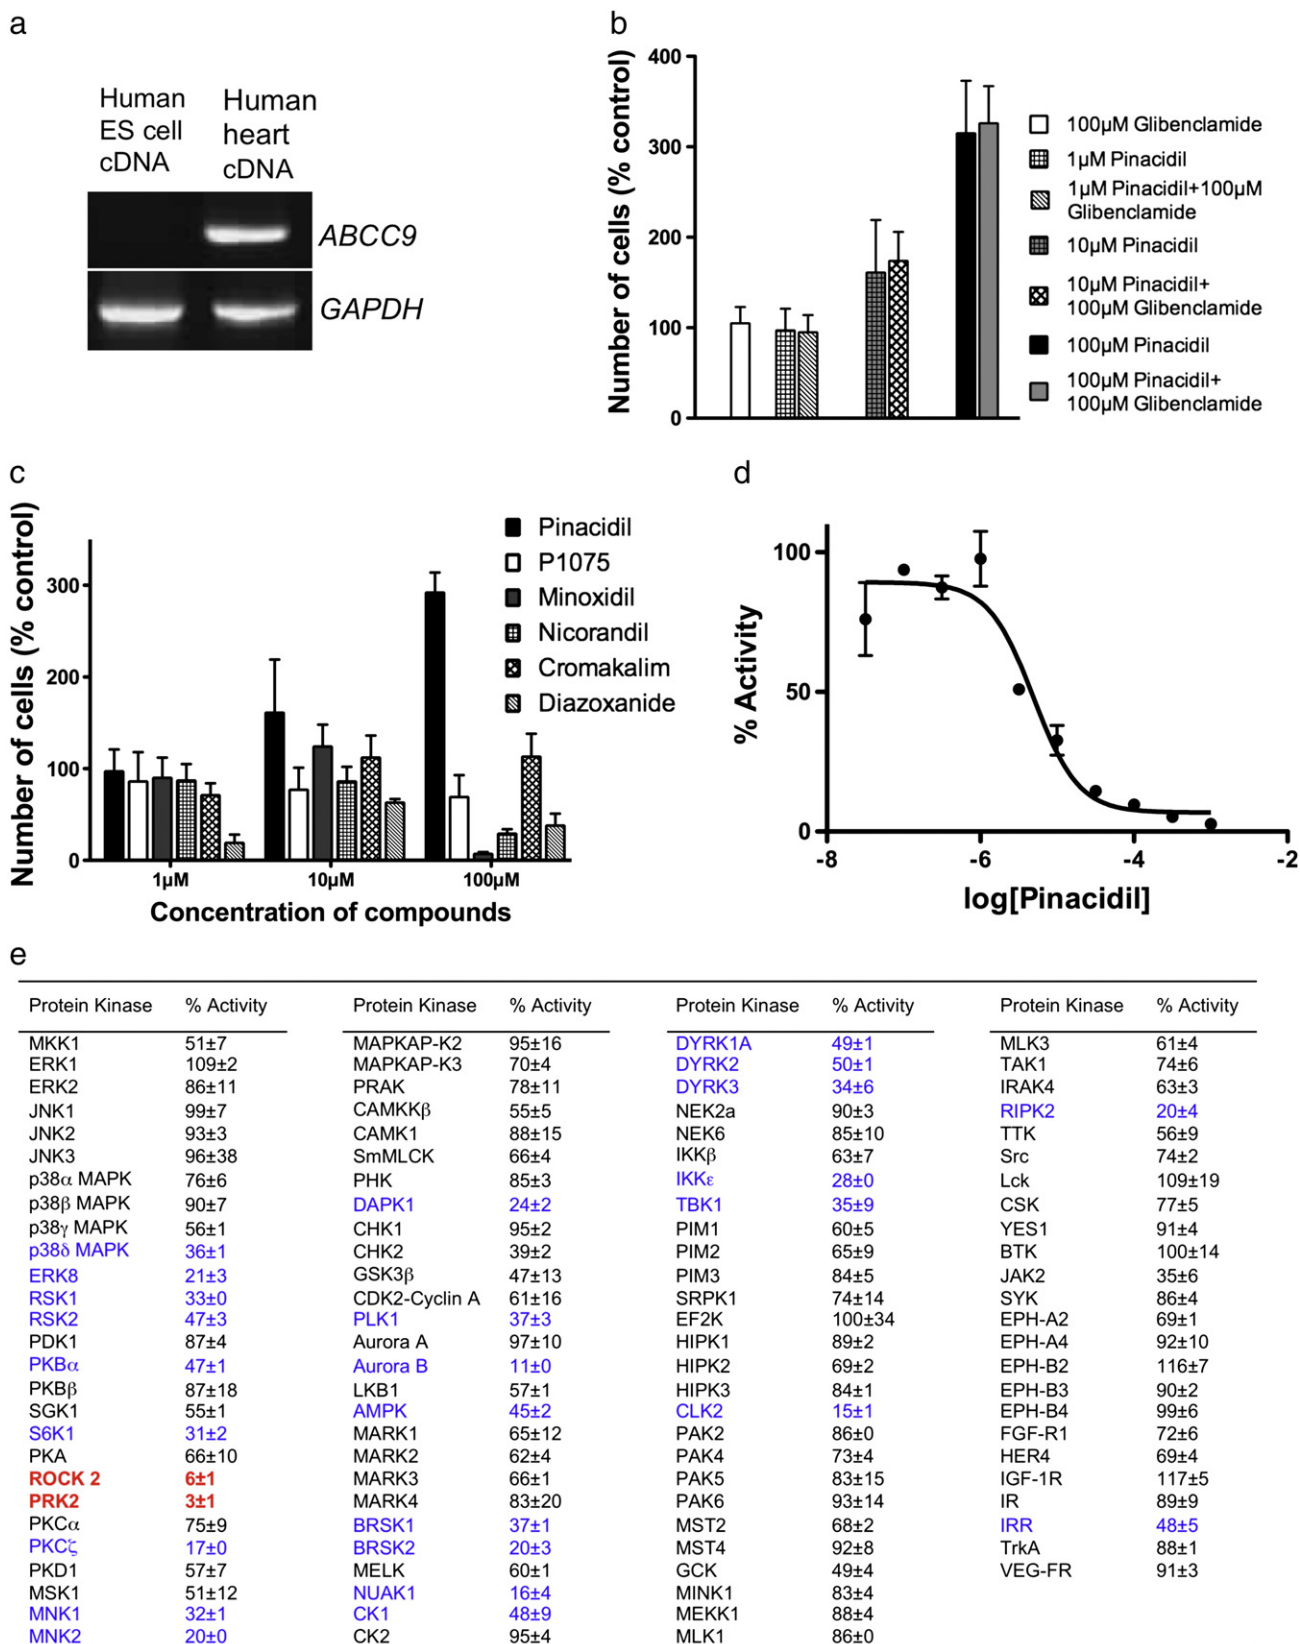 a
Human
ES cell
cDNA
Human
heart
cDNA
ABCC9
GAPDH
b
Number of cells (% control)
400
300
200
100
0
100µM Glibenclamide
1µM Pinacidil
1µM Pinacidil+100µM
Glibenclamide
10µM Pinacidil
10µM Pinacidil+
100µM Glibenclamide
100µM Pinacidil
100µM Pinacidil+
100µM Glibenclamide
c
Number of cells (% control)
300
200
100
0
1µM
10µM
100µM
Concentration of compounds
Pinacidil
P1075
Minoxidil
Nicorandil
Cromakalim
Diazoxanide
d
% Activity
100
50
0
-8
-6
-4
-2
log[Pinacidil]
e
Protein Kinase % Activity
MKK1 51±7
ERK1 109±2
ERK2 86±11
JNK1 99±7
JNK2 93±3
JNK3 96±38
p38α MAPK 76±6
p38β MAPK 90±7
p38γ MAPK 56±1
p38δ MAPK 36±1
ERK8 21±3
RSK1 33±0
RSK2 47±3
PDK1 87±4
PKBα 47±1
PKBβ 87±18
SGK1 55±1
S6K1 31±2
PKA 66±10
ROCK 2 6±1
PRK2 3±1
PKCα 75±9
PKCζ 17±0
PKD1 57±7
MSK1 51±12
MNK1 32±1
MNK2 20±0
Protein Kinase % Activity
MAPKAP-K2 95±16
MAPKAP-K3 70±4
PRAK 78±11
CAMKKβ 55±5
CAMK1 88±15
SmMLCK 66±4
PHK 85±3
DAPK1 24±2
CHK1 95±2
CHK2 39±2
GSK3β 47±13
CDK2-Cyclin A 61±16
PLK1 37±3
Aurora A 97±10
Aurora B 11±0
LKB1 57±1
AMPK 45±2
MARK1 65±12
MARK2 62±4
MARK3 66±1
MARK4 83±20
BRSK1 37±1
BRSK2 20±3
MELK 60±1
NUAK1 16±4
CK1 48±9
CK2 95±4
Protein Kinase % Activity
DYRK1A 49±1
DYRK2 50±1
DYRK3 34±6
NEK2a 90±3
NEK6 85±10
IKKβ 63±7
IKKε 28±0
TBK1 35±9
PIM1 60±5
PIM2 65±9
PIM3 84±5
SRPK1 74±14
EF2K 100±34
HIPK1 89±2
HIPK2 69±2
HIPK3 84±1
CLK2 15±1
PAK2 86±0
PAK4 73±4
PAK5 83±15
PAK6 93±14
MST2 68±2
MST4 92±8
GCK 49±4
MINK1 83±4
MEKK1 88±4
MLK1 86±0
Protein Kinase % Activity
MLK3 61±4
TAK1 74±6
IRAK4 63±3
RIPK2 20±4
TTK 56±9
Src 74±2
Lck 109±19
CSK 77±5
YES1 91±4
BTK 100±14
JAK2 35±6
SYK 86±4
EPH-A2 69±1
EPH-A4 92±10
EPH-B2 116±7
EPH-B3 90±2
EPH-B4 99±6
FGF-R1 72±6
HER4 69±4
IGF-1R 117±5
IR 89±9
IRR 48±5
TrkA 88±1
VEG-FR 91±3